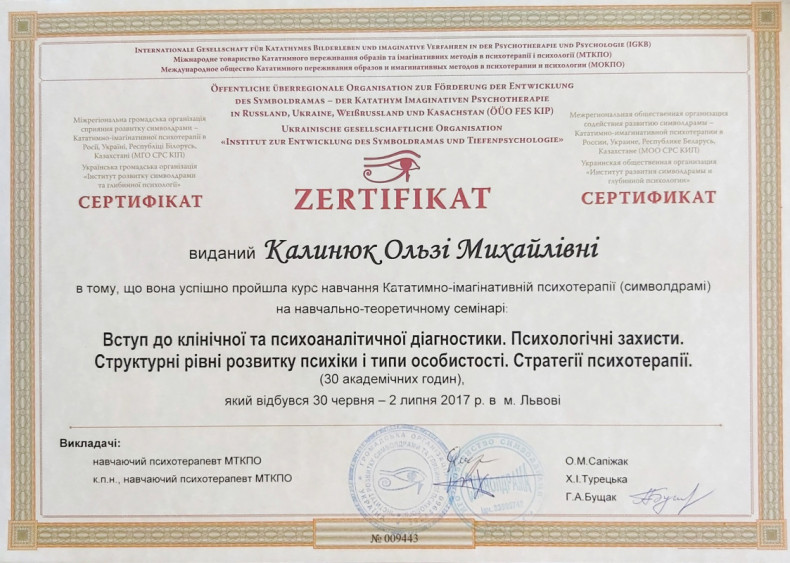 INTERNATIONALE GESELLSCHAFT FÜR KATATHYMES BILDERLEBEN UND IMAGINATIVE VERFAHREN IN DER PSYCHOTHERAPIE UND PSYCHOLOGIE (IGKB)
Міжнародне товариство Кататимного переживання образів та імагінативних методів в психотерапії і психології (МТКПО)
Международное общество Кататимного переживания образов и имагинативных методов в психотерапии и психологии (МОКПО)
ÖFFENTLICHE ÜBERREGIONALE ORGANISATION ZUR FÖRDERUNG DER ENTWICKLUNG
DES SYMBOLDRAMAS – DER KATATHYM IMAGINATIVEN PSYCHOTHERAPIE
IN RUSSLAND, UKRAINE, WEIßRUSSLAND UND KASACHSTAN (ÖÜO FES KIP)
UKRAINISCHE GESELLSCHAFTLICHE ORGANISATION
«INSTITUT ZUR ENTWICKLUNG DES SYMBOLDRAMAS UND TIEFENPSYCHOLOGIE»
Міжрегіональна громадська організація
сприяння розвитку символдрами –
Кататимно-імагінативної психотерапії в
Росії, Україні, Республіці Білорусь,
Казахстані (МГО СРС КІП)
Українська громадська організація
«Інститут розвитку символдрами
та глибинної психології»
СЕРТИФІКАТ
ZERTIFIKAT
Межрегиональная общественная организация
содействия развитию символдрамы –
Кататимно-имагинативной психотерапии в
России, Украине, Республике Беларусь,
Казахстане (МОО СРС КИП)
Украинская общественная организация
«Институт развития символдрамы и
глубинной психологии»
СЕРТИФИКАТ
виданий Калинюк Ользі Михайлівні
в тому, що вона успішно пройшла курс навчання Кататимно-імагінативній психотерапії (символдрамі)
на навчально-теоретичному семінарі:
Вступ до клінічної та психоаналітичної діагностики. Психологічні захисти.
Структурні рівні розвитку психіки і типи особистості. Стратегії психотерапії.
(30 академічних годин),
який відбувся 30 червня – 2 липня 2017 р. в м. Львові
Викладачі:
навчаючий психотерапевт МТКПО
к.п.н., навчаючий психотерапевт МТКПО
О.М.Сапіжак
Х.І.Турецька
Г.А.Бущак
№ 009443